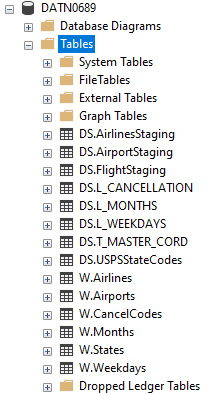 DATN0689
Database Diagrams
Tables
System Tables
FileTables
External Tables
Graph Tables
DS.AirlinesStaging
DS.AirportStaging
DS.FlightStaging
DS.L_CANCELLATION
DS.L_MONTHS
DS.L_WEEKDAYS
DS.T_MASTER_CORD
DS.USPSStateCodes
W.Airlines
W.Airports
W.CancelCodes
W.Months
W.States
W.Weekdays
Dropped Ledger Tables